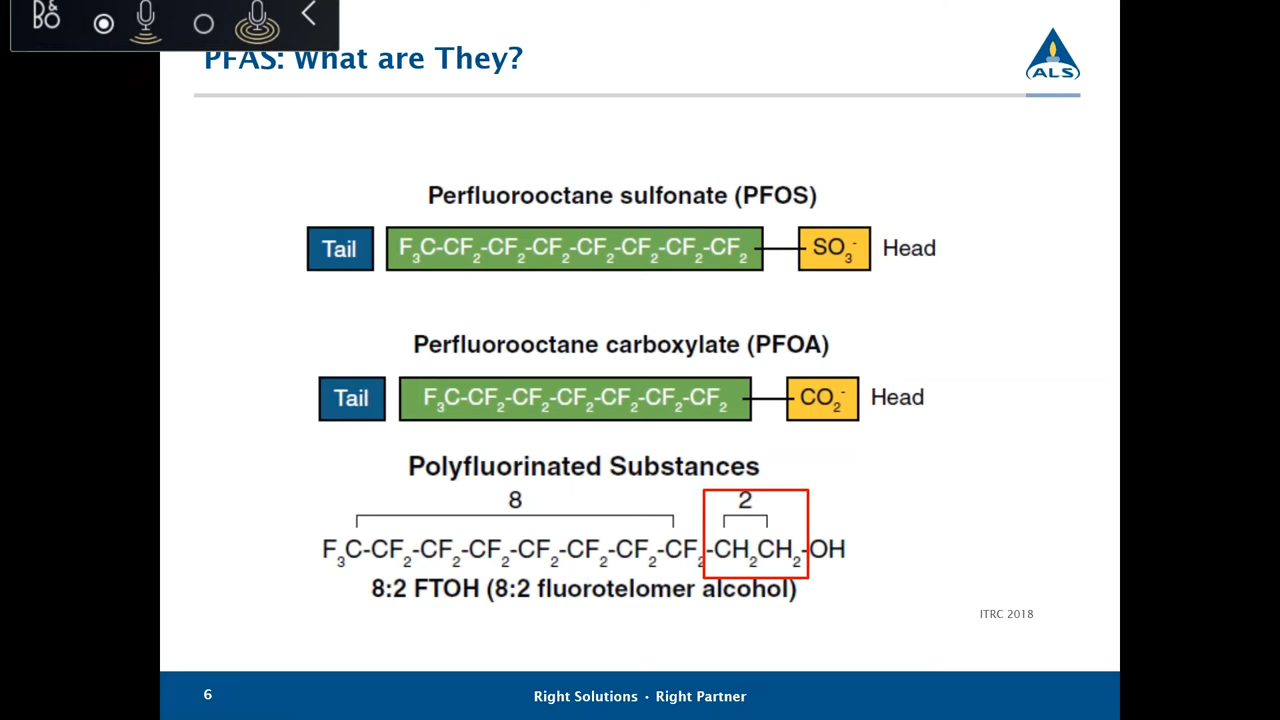 B&O
PFAS: What are They?
ALS
Perfluorooctane sulfonate (PFOS)
Tail F₃C-CF₂-CF₂-CF₂-CF₂-CF₂-CF₂-CF₂ SO₃⁻ Head
Perfluorooctane carboxylate (PFOA)
Tail F₃C-CF₂-CF₂-CF₂-CF₂-CF₂-CF₂ CO₂⁻ Head
Polyfluorinated Substances
8 2
F₃C-CF₂-CF₂-CF₂-CF₂-CF₂-CF₂-CF₂-CH₂CH₂-OH
8:2 FTOH (8:2 fluorotelomer alcohol)
ITRC 2018
6 Right Solutions · Right Partner